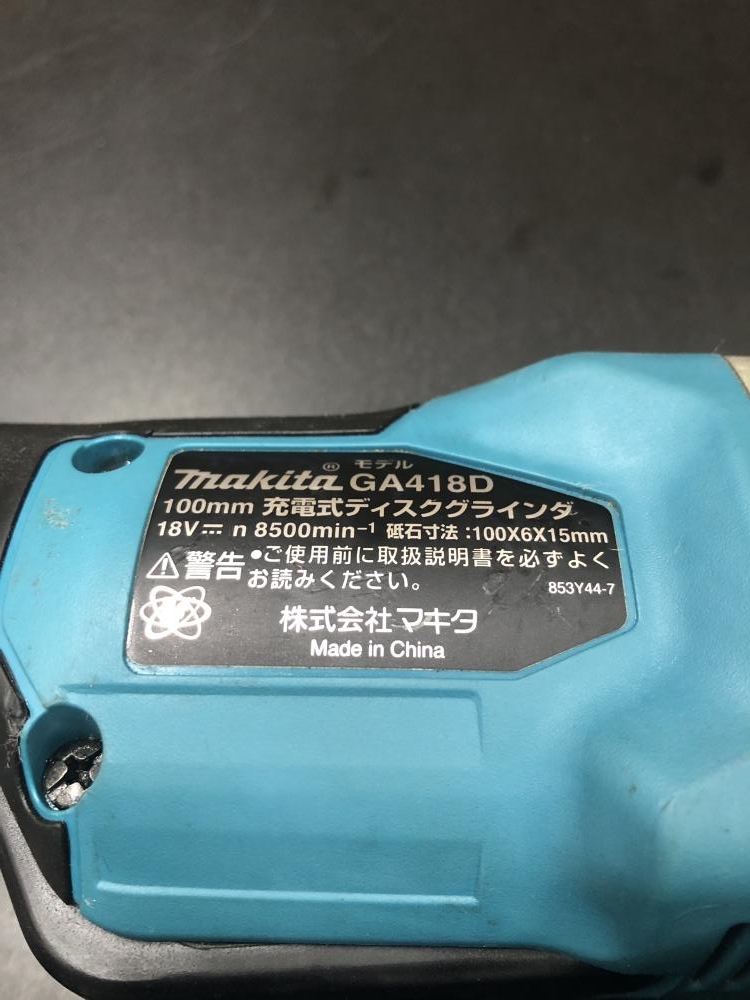 ® モデル
makita GA418D
100mm 充電式ディスクグラインダ
18V⎓ n 8500min⁻¹ 砥石寸法：100X6X15mm
⚠警告 ●ご使用前に取扱説明書を必ずよく
お読みください。
853Y44-7
株式会社マキタ
Made in China